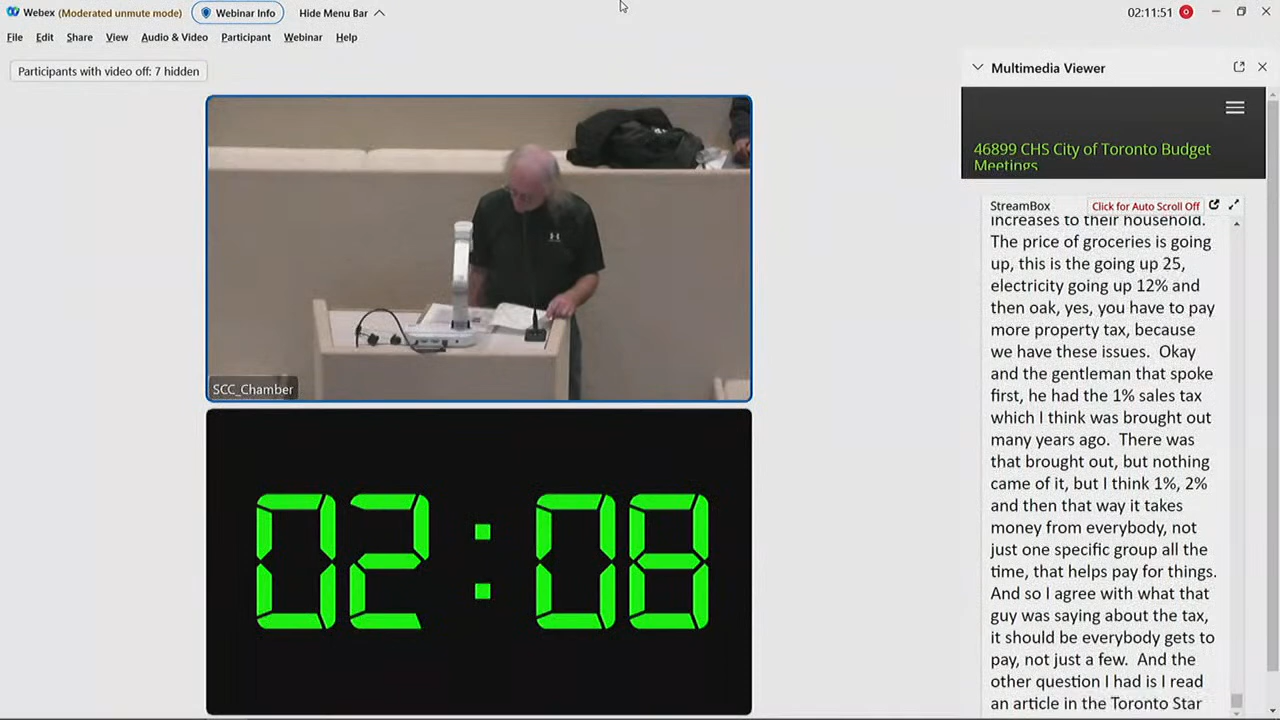 Webex (Moderated unmute mode) Webinar Info Hide Menu Bar 02:11:51
File Edit Share View Audio & Video Participant Webinar Help
Participants with video off: 7 hidden
Multimedia Viewer
46899 CHS City of Toronto Budget
Meetings
StreamBox Click for Auto Scroll Off
increases to their household.
The price of groceries is going
up, this is the going up 25,
electricity going up 12% and
then oak, yes, you have to pay
more property tax, because
we have these issues. Okay
and the gentleman that spoke
first, he had the 1% sales tax
which I think was brought out
many years ago. There was
that brought out, but nothing
came of it, but I think 1%, 2%
and then that way it takes
money from everybody, not
just one specific group all the
time, that helps pay for things.
And so I agree with what that
guy was saying about the tax,
it should be everybody gets to
pay, not just a few. And the
other question I had is I read
an article in the Toronto Star
SCC_Chamber
02:08